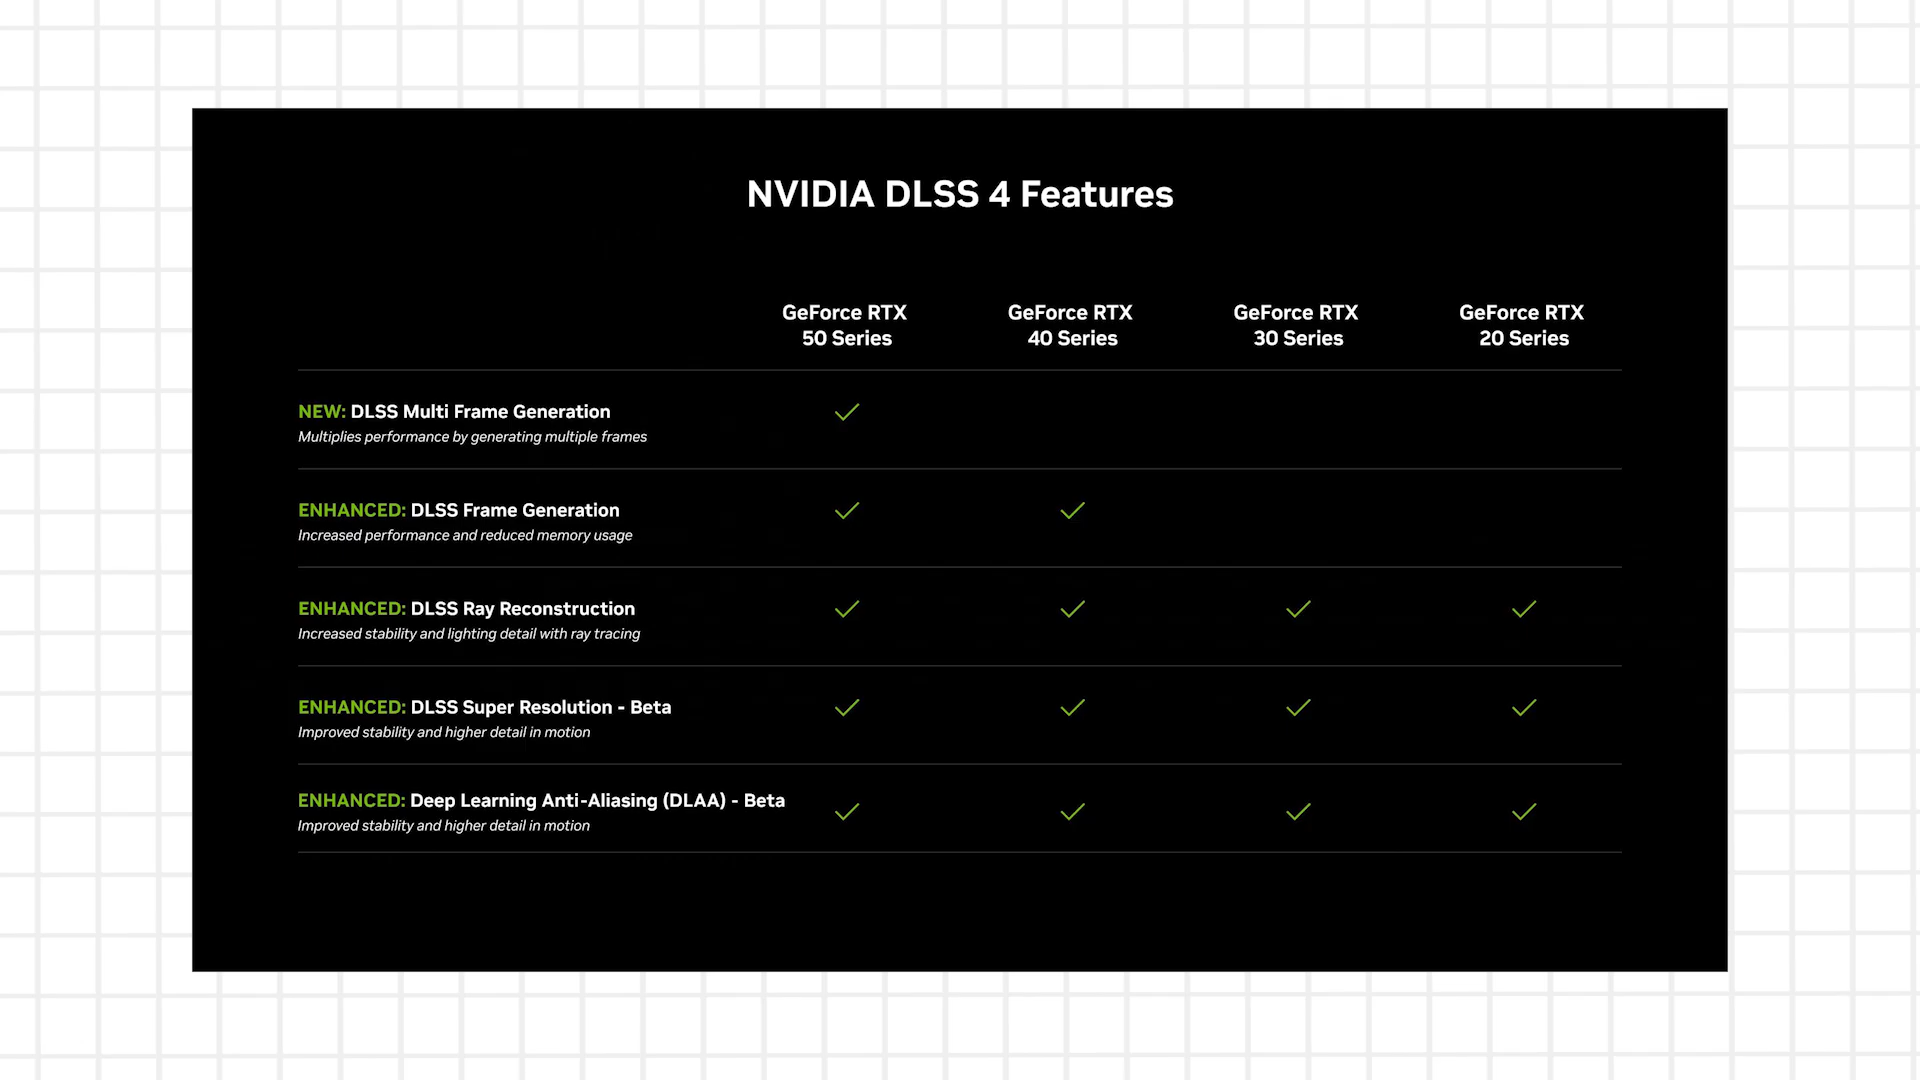 NVIDIA DLSS 4 Features
GeForce RTX
50 Series
GeForce RTX
40 Series
GeForce RTX
30 Series
GeForce RTX
20 Series
NEW: DLSS Multi Frame Generation
Multiplies performance by generating multiple frames
ENHANCED: DLSS Frame Generation
Increased performance and reduced memory usage
ENHANCED: DLSS Ray Reconstruction
Increased stability and lighting detail with ray tracing
ENHANCED: DLSS Super Resolution - Beta
Improved stability and higher detail in motion
ENHANCED: Deep Learning Anti-Aliasing (DLAA) - Beta
Improved stability and higher detail in motion